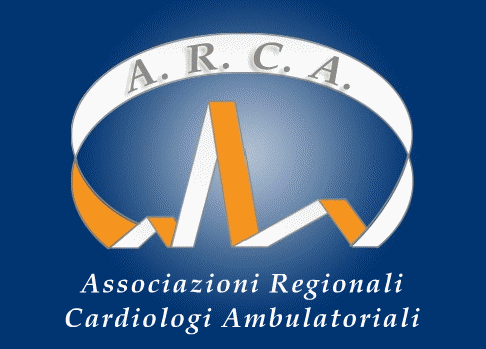 A. R. C. A.
Associazioni Regionali
Cardiologi Ambulatoriali